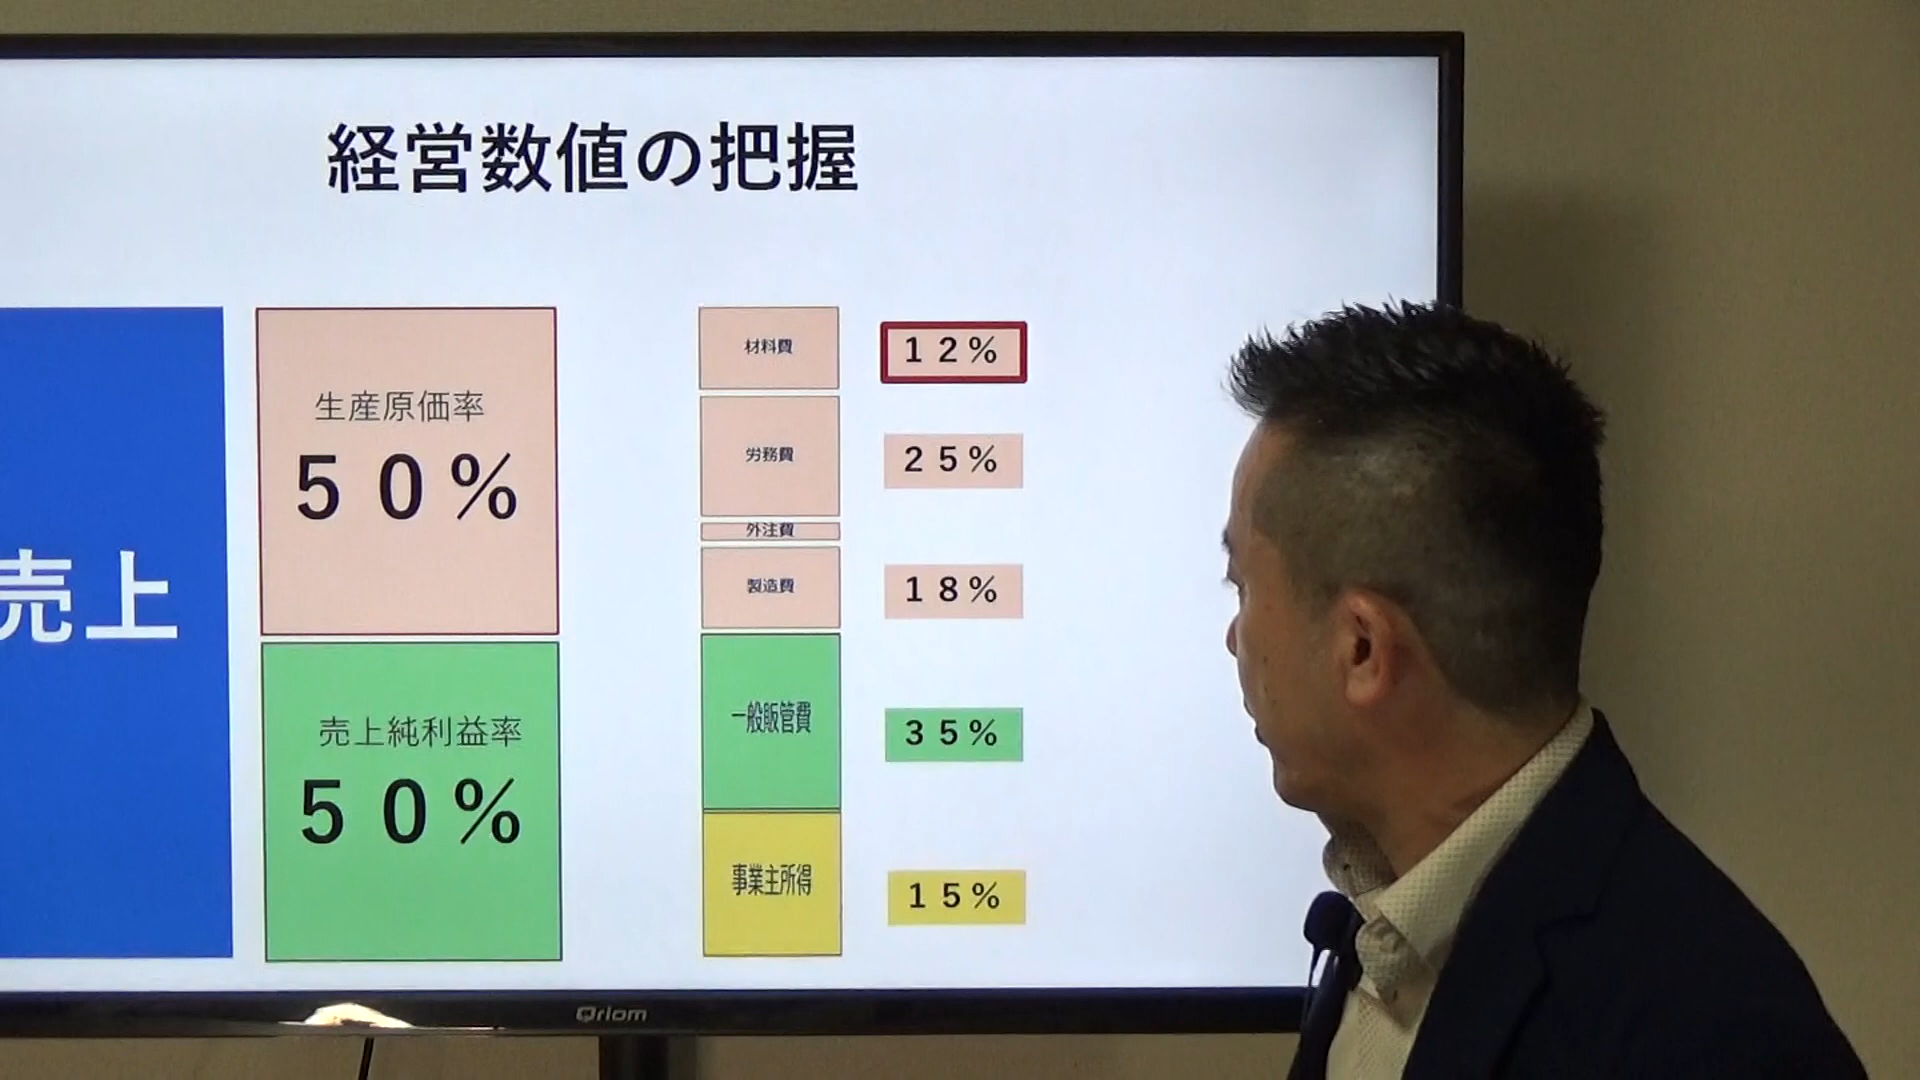 経営数値の把握
売上
生産原価率
50%
売上純利益率
50%
材料費
12%
労務費
25%
外注費
製造費
18%
一般販管費
35%
事業主所得
15%
Qriom